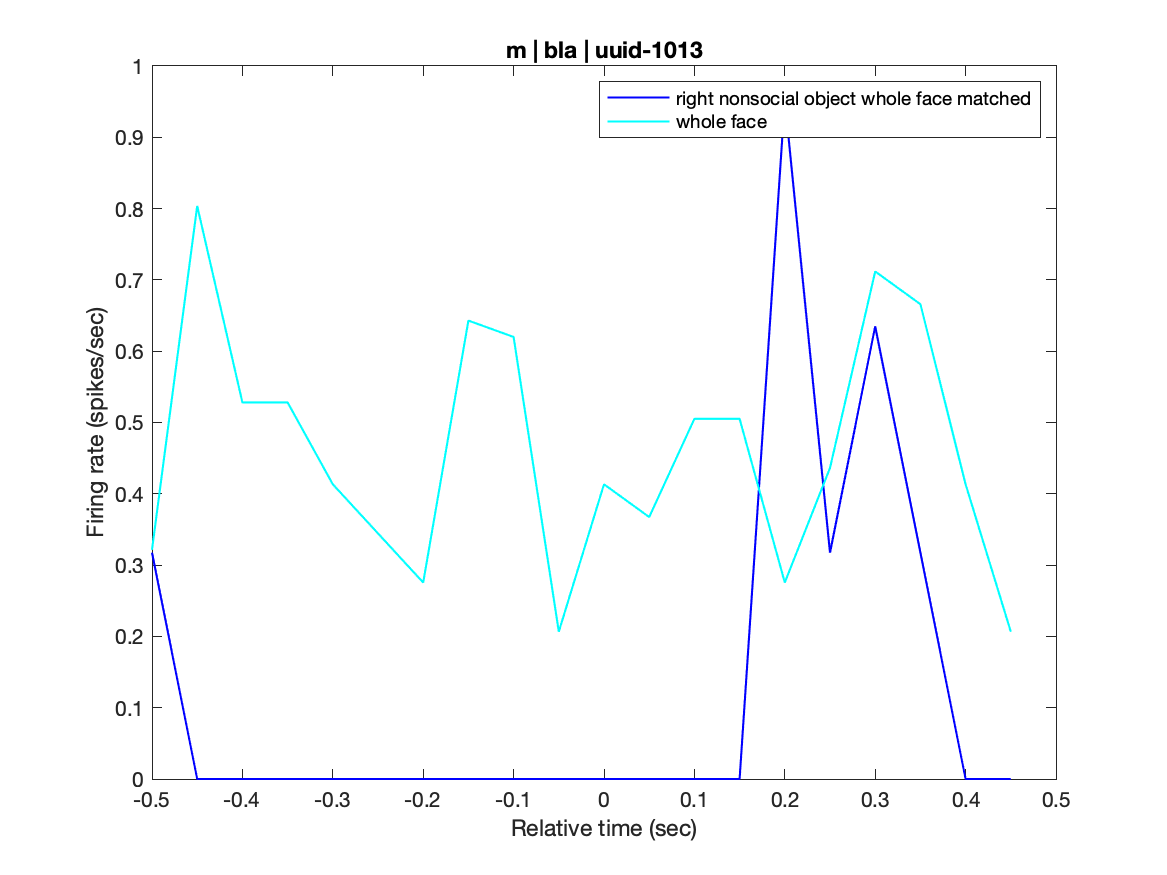 m | bla | uuid-1013
right nonsocial object whole face matched
whole face
1
0.9
0.8
0.7
0.6
0.5
0.4
0.3
0.2
0.1
0
Firing rate (spikes/sec)
-0.5 -0.4 -0.3 -0.2 -0.1 0 0.1 0.2 0.3 0.4 0.5
Relative time (sec)